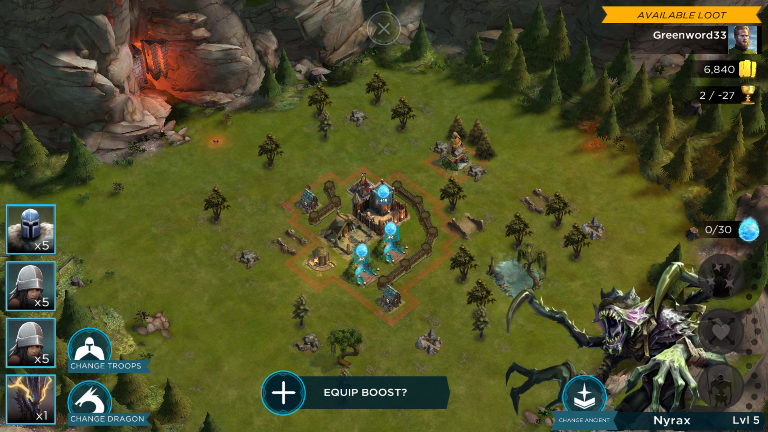 AVAILABLE LOOT
Greenword33
6,840
2 / -27
x5
x5
x5
x1
0/30
CHANGE TROOPS
CHANGE DRAGON
EQUIP BOOST?
CHANGE ANCIENT
Nyrax
Lvl 5